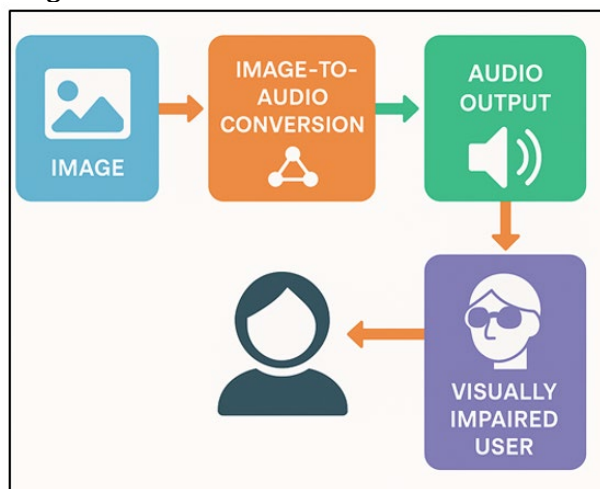 IMAGE
IMAGE-TO-
AUDIO
CONVERSION
AUDIO
OUTPUT
VISUALLY
IMPAIRED
USER